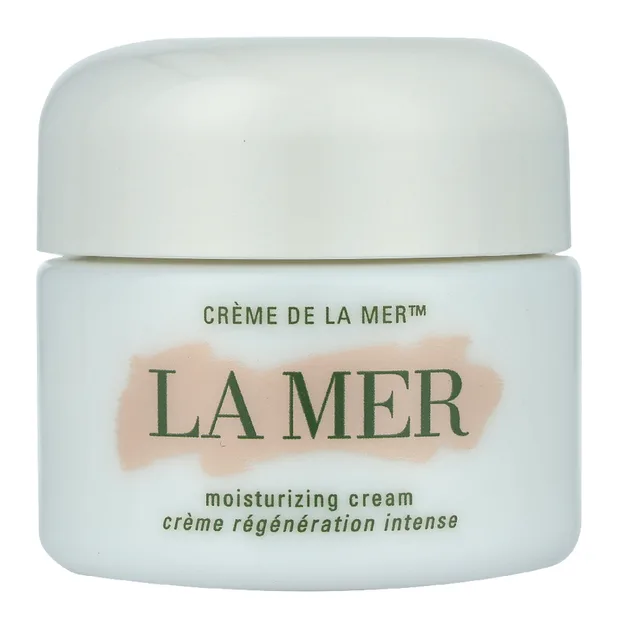 CRÈME DE LA MER™
LA MER
moisturizing cream
crème régénération intense